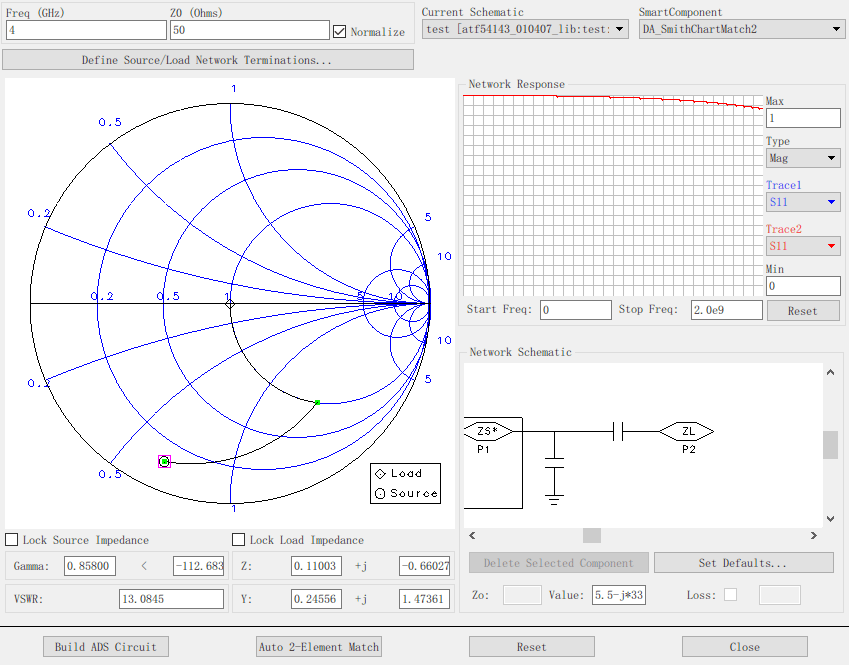 Freq (GHz)
Z0 (Ohms)
Current Schematic
SmartComponent
4
50
Normalize
test [atf54143_010407_lib:test:
DA_SmithChartMatch2
Define Source/Load Network Terminations...
Network Response
1
0.5
0.2
5
10
0.2
0.5
1
5
10
10
0.2
5
0.5
1
Load
Source
Max
1
Type
Mag
Trace1
S11
Trace2
S11
Min
0
Start Freq:
0
Stop Freq:
2.0e9
Reset
Network Schematic
ZS*
P1
ZL
P2
Lock Source Impedance
Lock Load Impedance
Gamma:
0.85800
<
-112.683
Z:
0.11003
+j
-0.66027
VSWR:
13.0845
Y:
0.24556
+j
1.47361
Delete Selected Component
Set Defaults...
Zo:
Value:
5.5-j*33
Loss:
Build ADS Circuit
Auto 2-Element Match
Reset
Close